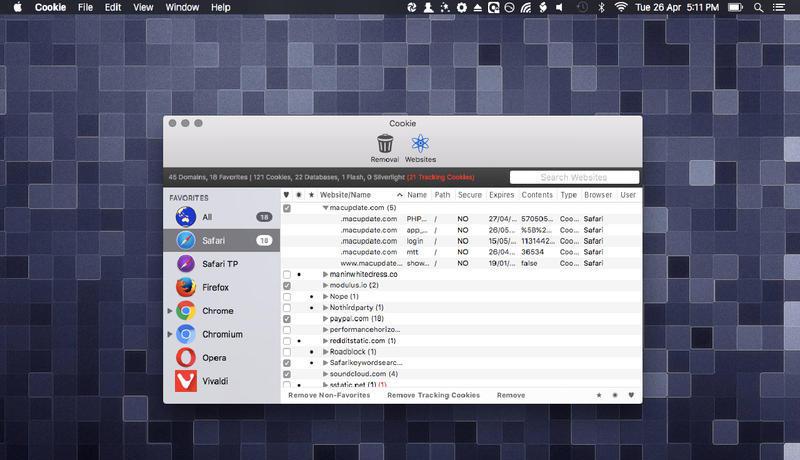 Cookie File Edit View Window Help Tue 26 Apr 5:11 PM
Cookie
Removal Websites
45 Domains, 18 Favorites | 121 Cookies, 22 Databases, 1 Flash, 0 Silverlight (21 Tracking Cookies) Search Websites
FAVORITES
All 18
Safari 18
Safari TP
Firefox
Chrome
Chromium
Opera
Vivaldi
Website/Name Name Path Secure Expires Contents Type Browser User
macupdate.com (5)
.macupdate.com PHP... / NO 27/04/... 570505... Coo... Safari
.macupdate.com app_... / NO 26/05/... %5B%2... Coo... Safari
.macupdate.com login / NO 15/05/... 1131442... Coo... Safari
.macupdate.com mtt / NO 26/04/... 36534 Coo... Safari
www.macupdate... show... / NO 19/01/... false Coo... Safari
maninwhitedress.co
modulus.io (2)
Nope (1)
Nothirdparty (1)
paypal.com (18)
performancehorizo...
redditstatic.com (1)
Roadblock (1)
Safarikeywordsearc...
soundcloud.com (4)
sstatic.net (1) (1)
Remove Non-Favorites Remove Tracking Cookies Remove